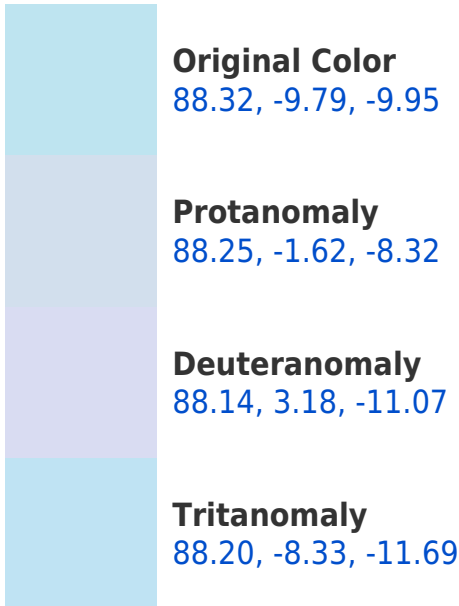 Original Color
88.32, -9.79, -9.95
Protanomaly
88.25, -1.62, -8.32
Deuteranomaly
88.14, 3.18, -11.07
Tritanomaly
88.20, -8.33, -11.69